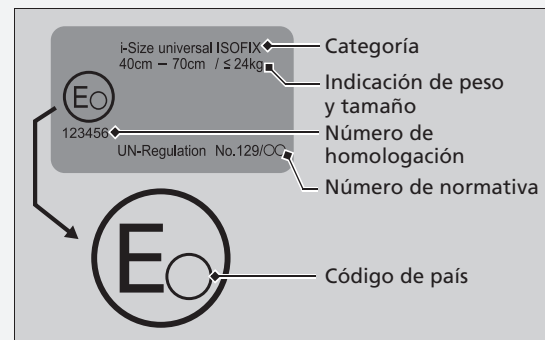 i-Size universal ISOFIX
40cm – 70cm / ≤ 24kg
E
123456
UN-Regulation No.129/○○
Categoría
Indicación de peso
y tamaño
Número de
homologación
Número de normativa
E
Código de país